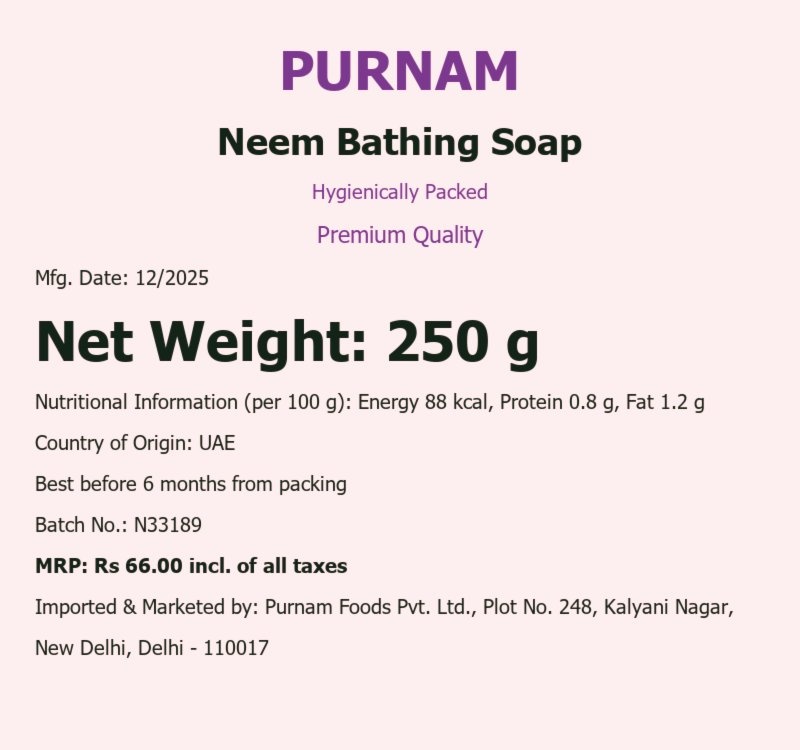 PURNAM
Neem Bathing Soap
Hygienically Packed
Premium Quality
Mfg. Date: 12/2025
Net Weight: 250 g
Nutritional Information (per 100 g): Energy 88 kcal, Protein 0.8 g, Fat 1.2 g
Country of Origin: UAE
Best before 6 months from packing
Batch No.: N33189
MRP: Rs 66.00 incl. of all taxes
Imported & Marketed by: Purnam Foods Pvt. Ltd., Plot No. 248, Kalyani Nagar,
New Delhi, Delhi - 110017